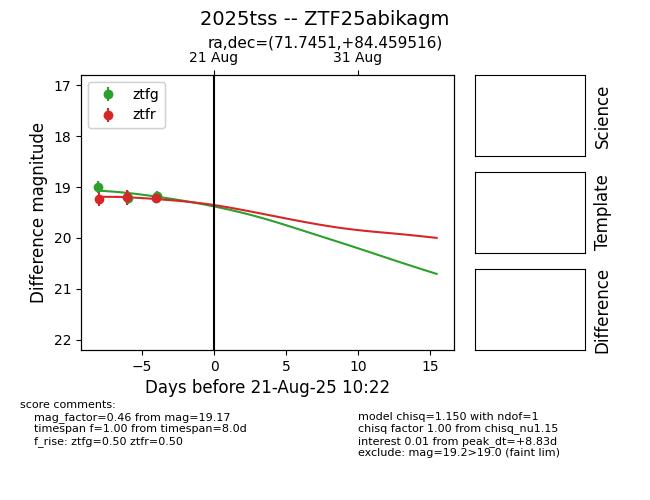 2025tss -- ZTF25abikagm
ra,dec=(71.7451,+84.459516)
21 Aug
31 Aug
ztfg
ztfr
17
18
19
20
21
22
Difference magnitude
−5
0
5
10
15
Days before 21-Aug-25 10:22
Science
Template
Difference
score comments:
mag_factor=0.46 from mag=19.17
timespan f=1.00 from timespan=8.0d
f_rise: ztfg=0.50 ztfr=0.50
model chisq=1.150 with ndof=1
chisq factor 1.00 from chisq_nu1.15
interest 0.01 from peak_dt=+8.83d
exclude: mag=19.2>19.0 (faint lim)